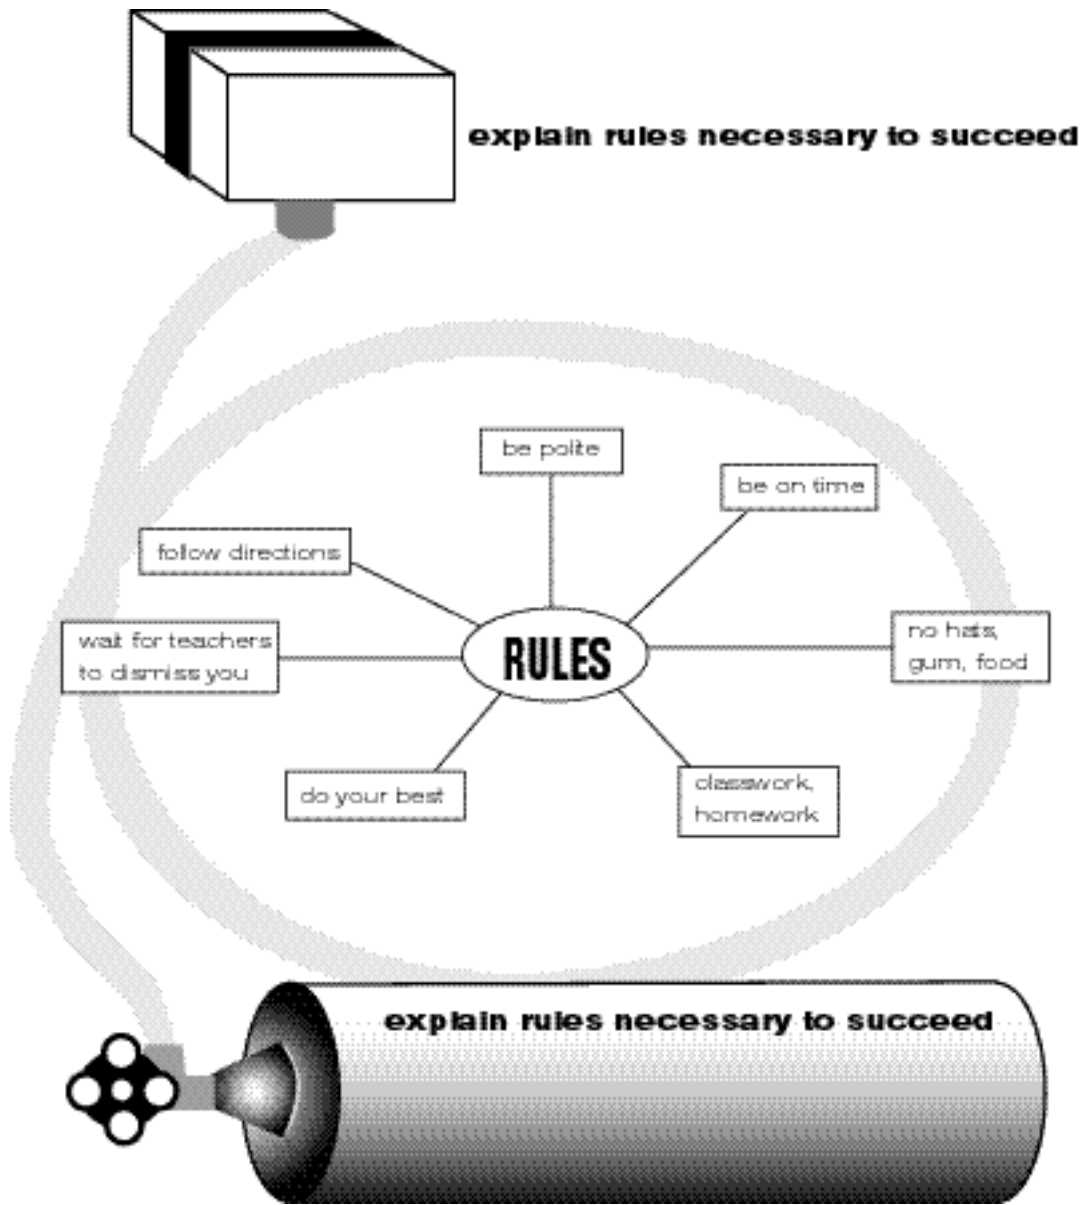 explain rules necessary to succeed
be polite
be on time
follow directions
no hats,
gum, food
wait for teachers
to dismiss you
RULES
do your best
classwork,
homework
explain rules necessary to succeed